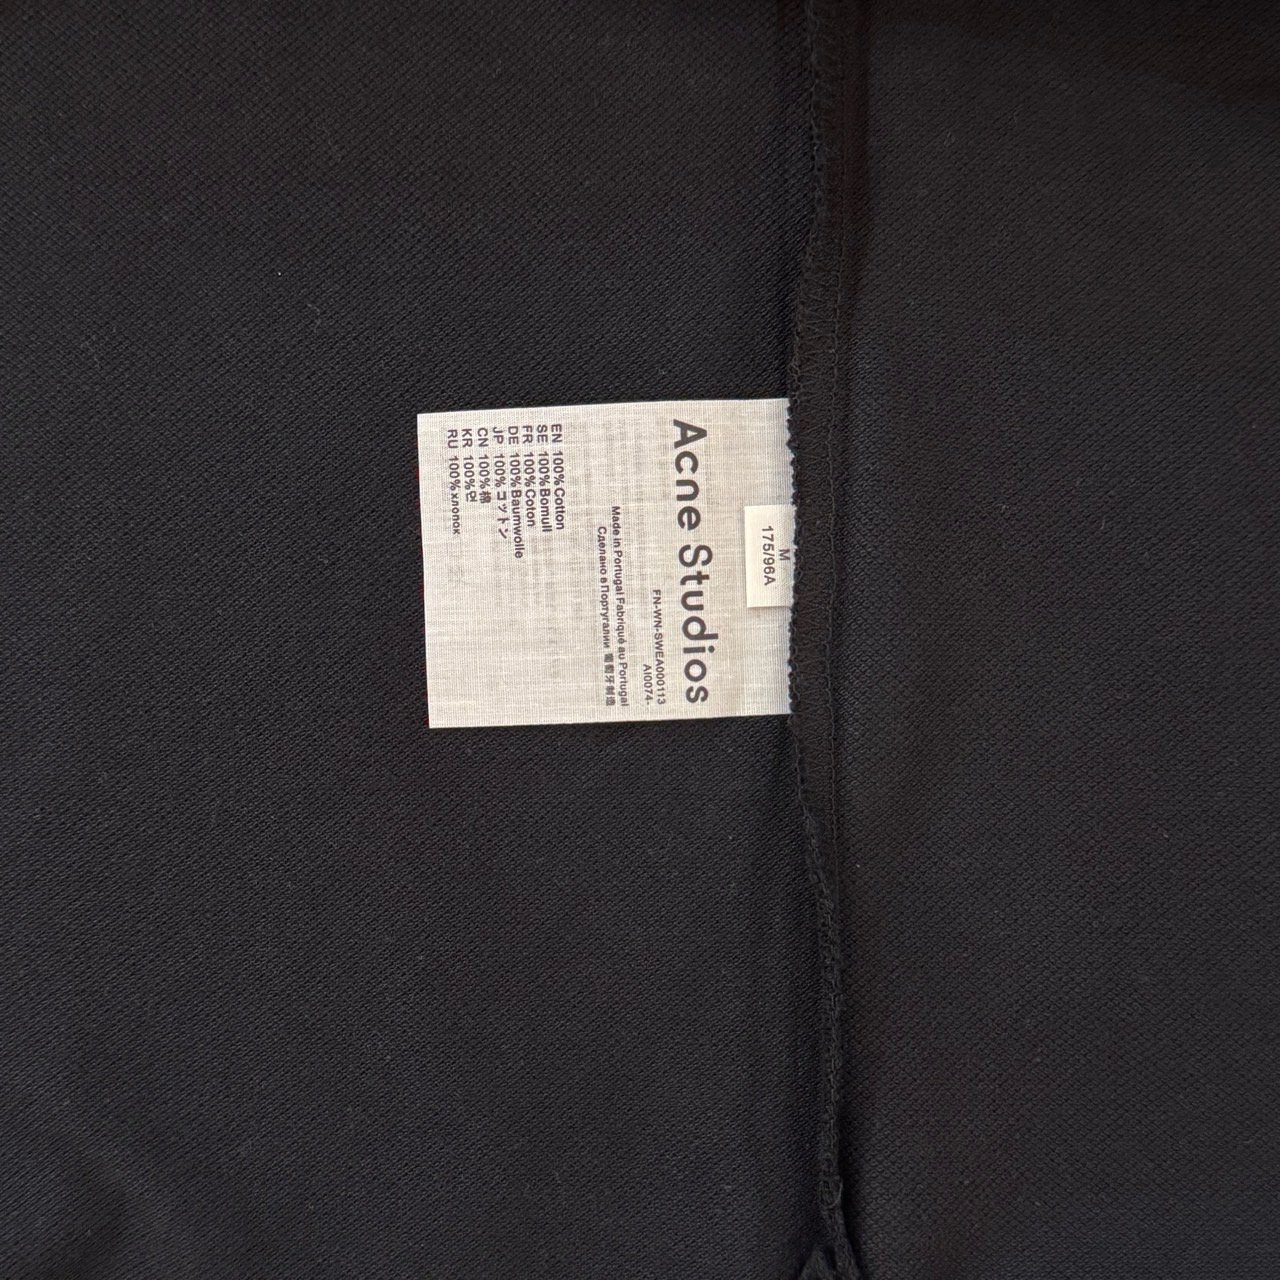 M
175/96A
Acne Studios
FN-WN-SWEA000113
AI0074-
Made in Portugal Fabriqué au Portugal
Сделано в Португалии 葡萄牙制造
EN 100% Cotton
SE 100% Bomull
FR 100% Coton
DE 100% Baumwolle
JP 100% コットン
CN 100% 棉
KR 100% 면
RU 100% хлопок